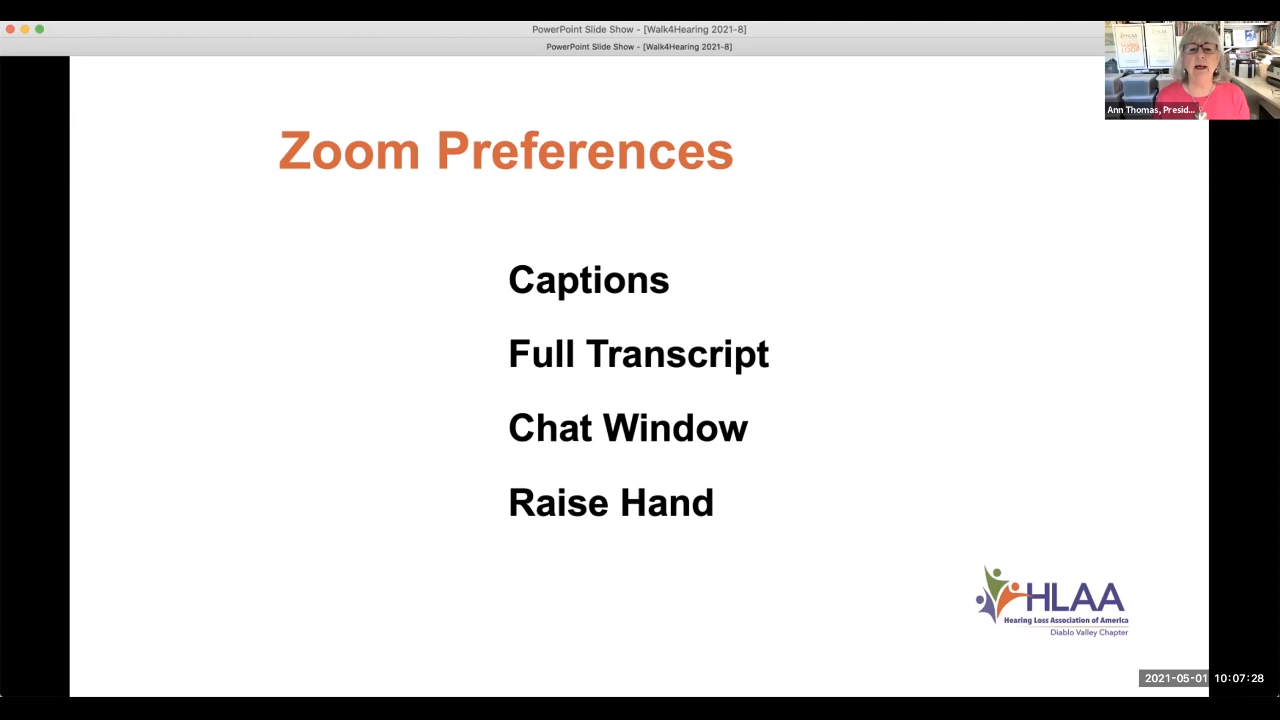 PowerPoint Slide Show - [Walk4Hearing 2021-8]
PowerPoint Slide Show - [Walk4Hearing 2021-8]
HLAA
LOOP
Ann Thomas, Presid...
Zoom Preferences
Captions
Full Transcript
Chat Window
Raise Hand
HLAA
Hearing Loss Association of America
Diablo Valley Chapter
2021-05-01 10:07:28